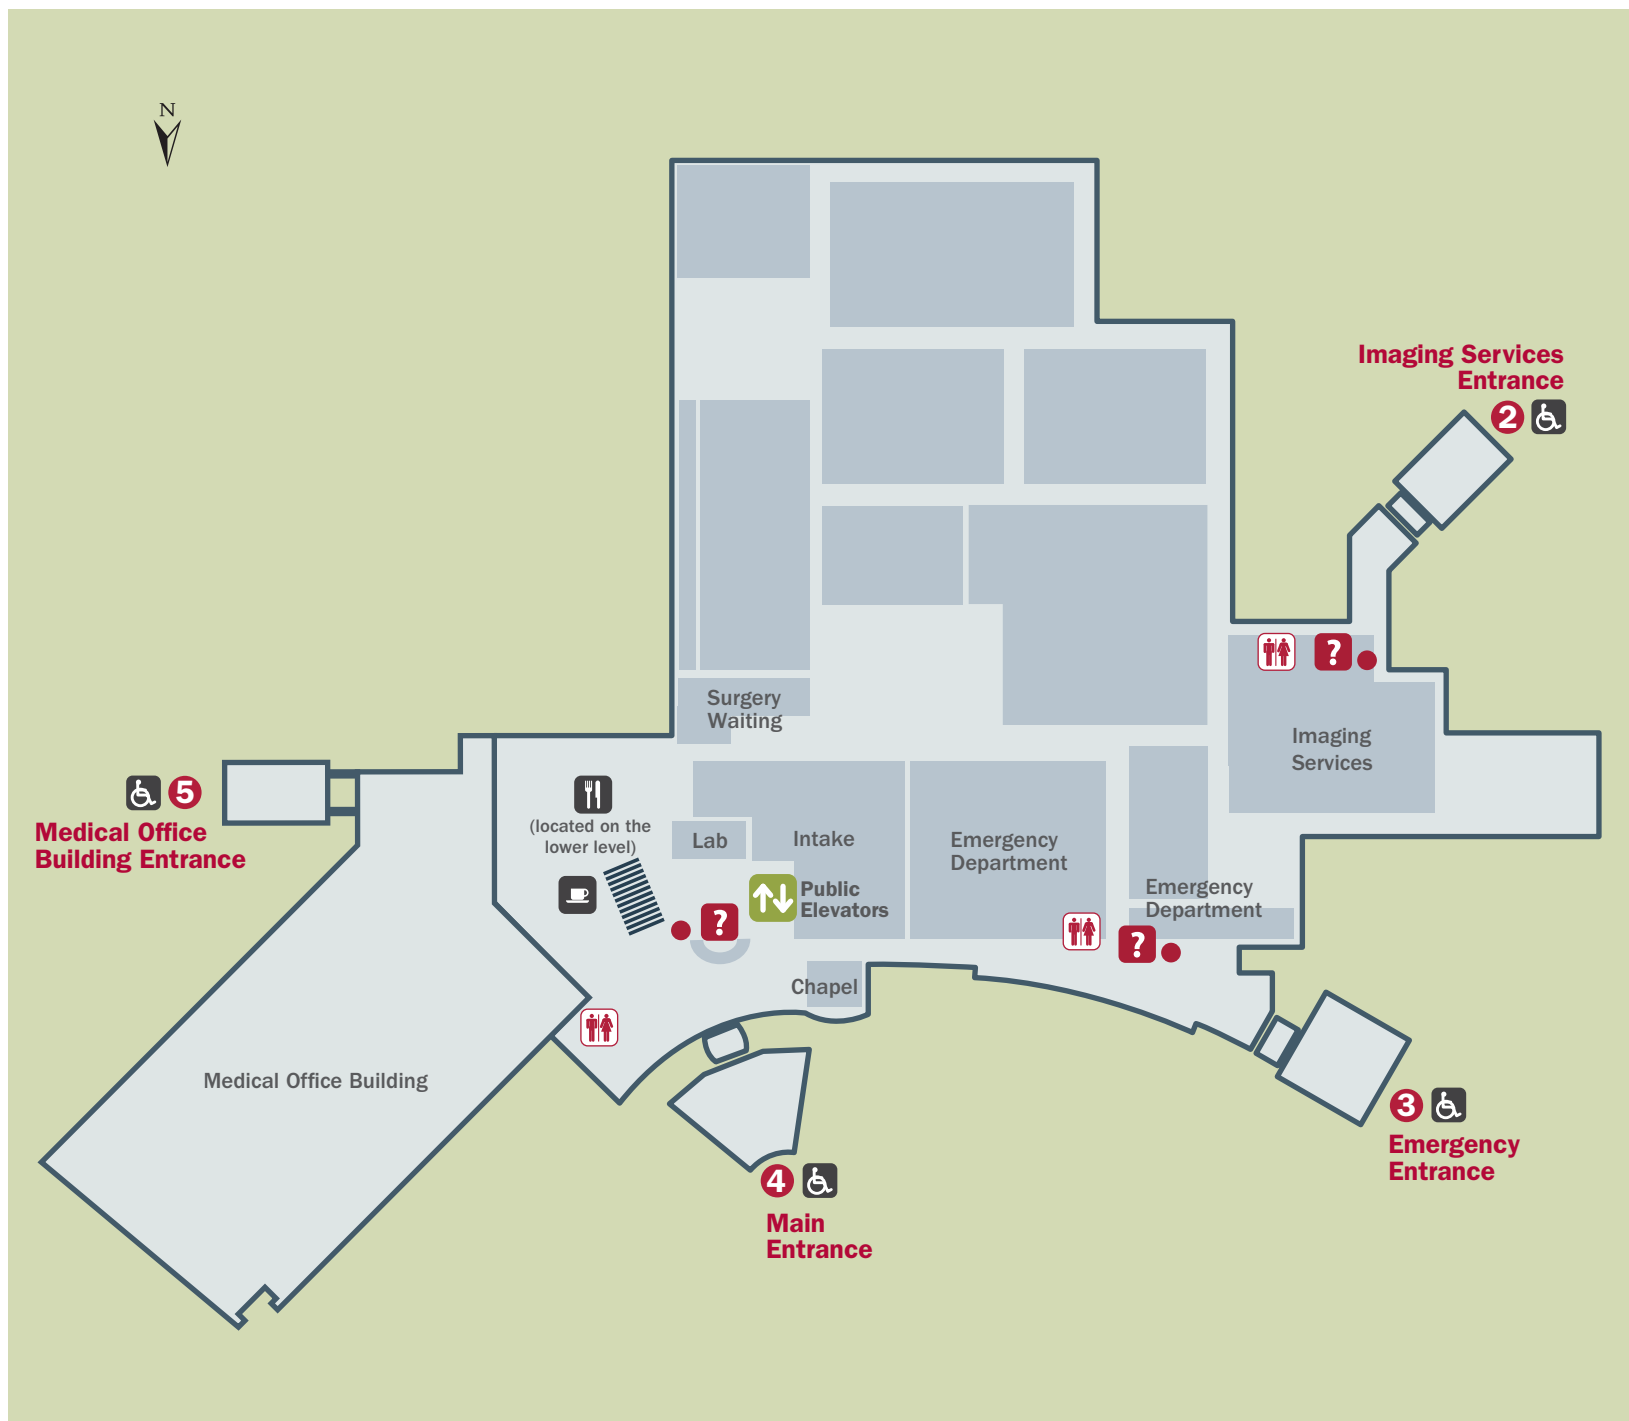 N
Imaging Services
Entrance
2
Surgery
Waiting
?
Imaging
Services
5
Medical Office
Building Entrance
(located on the
lower level)
Lab
Intake
Emergency
Department
Public
Elevators
?
Emergency
Department
?
Chapel
Medical Office Building
3
Emergency
Entrance
4
Main
Entrance